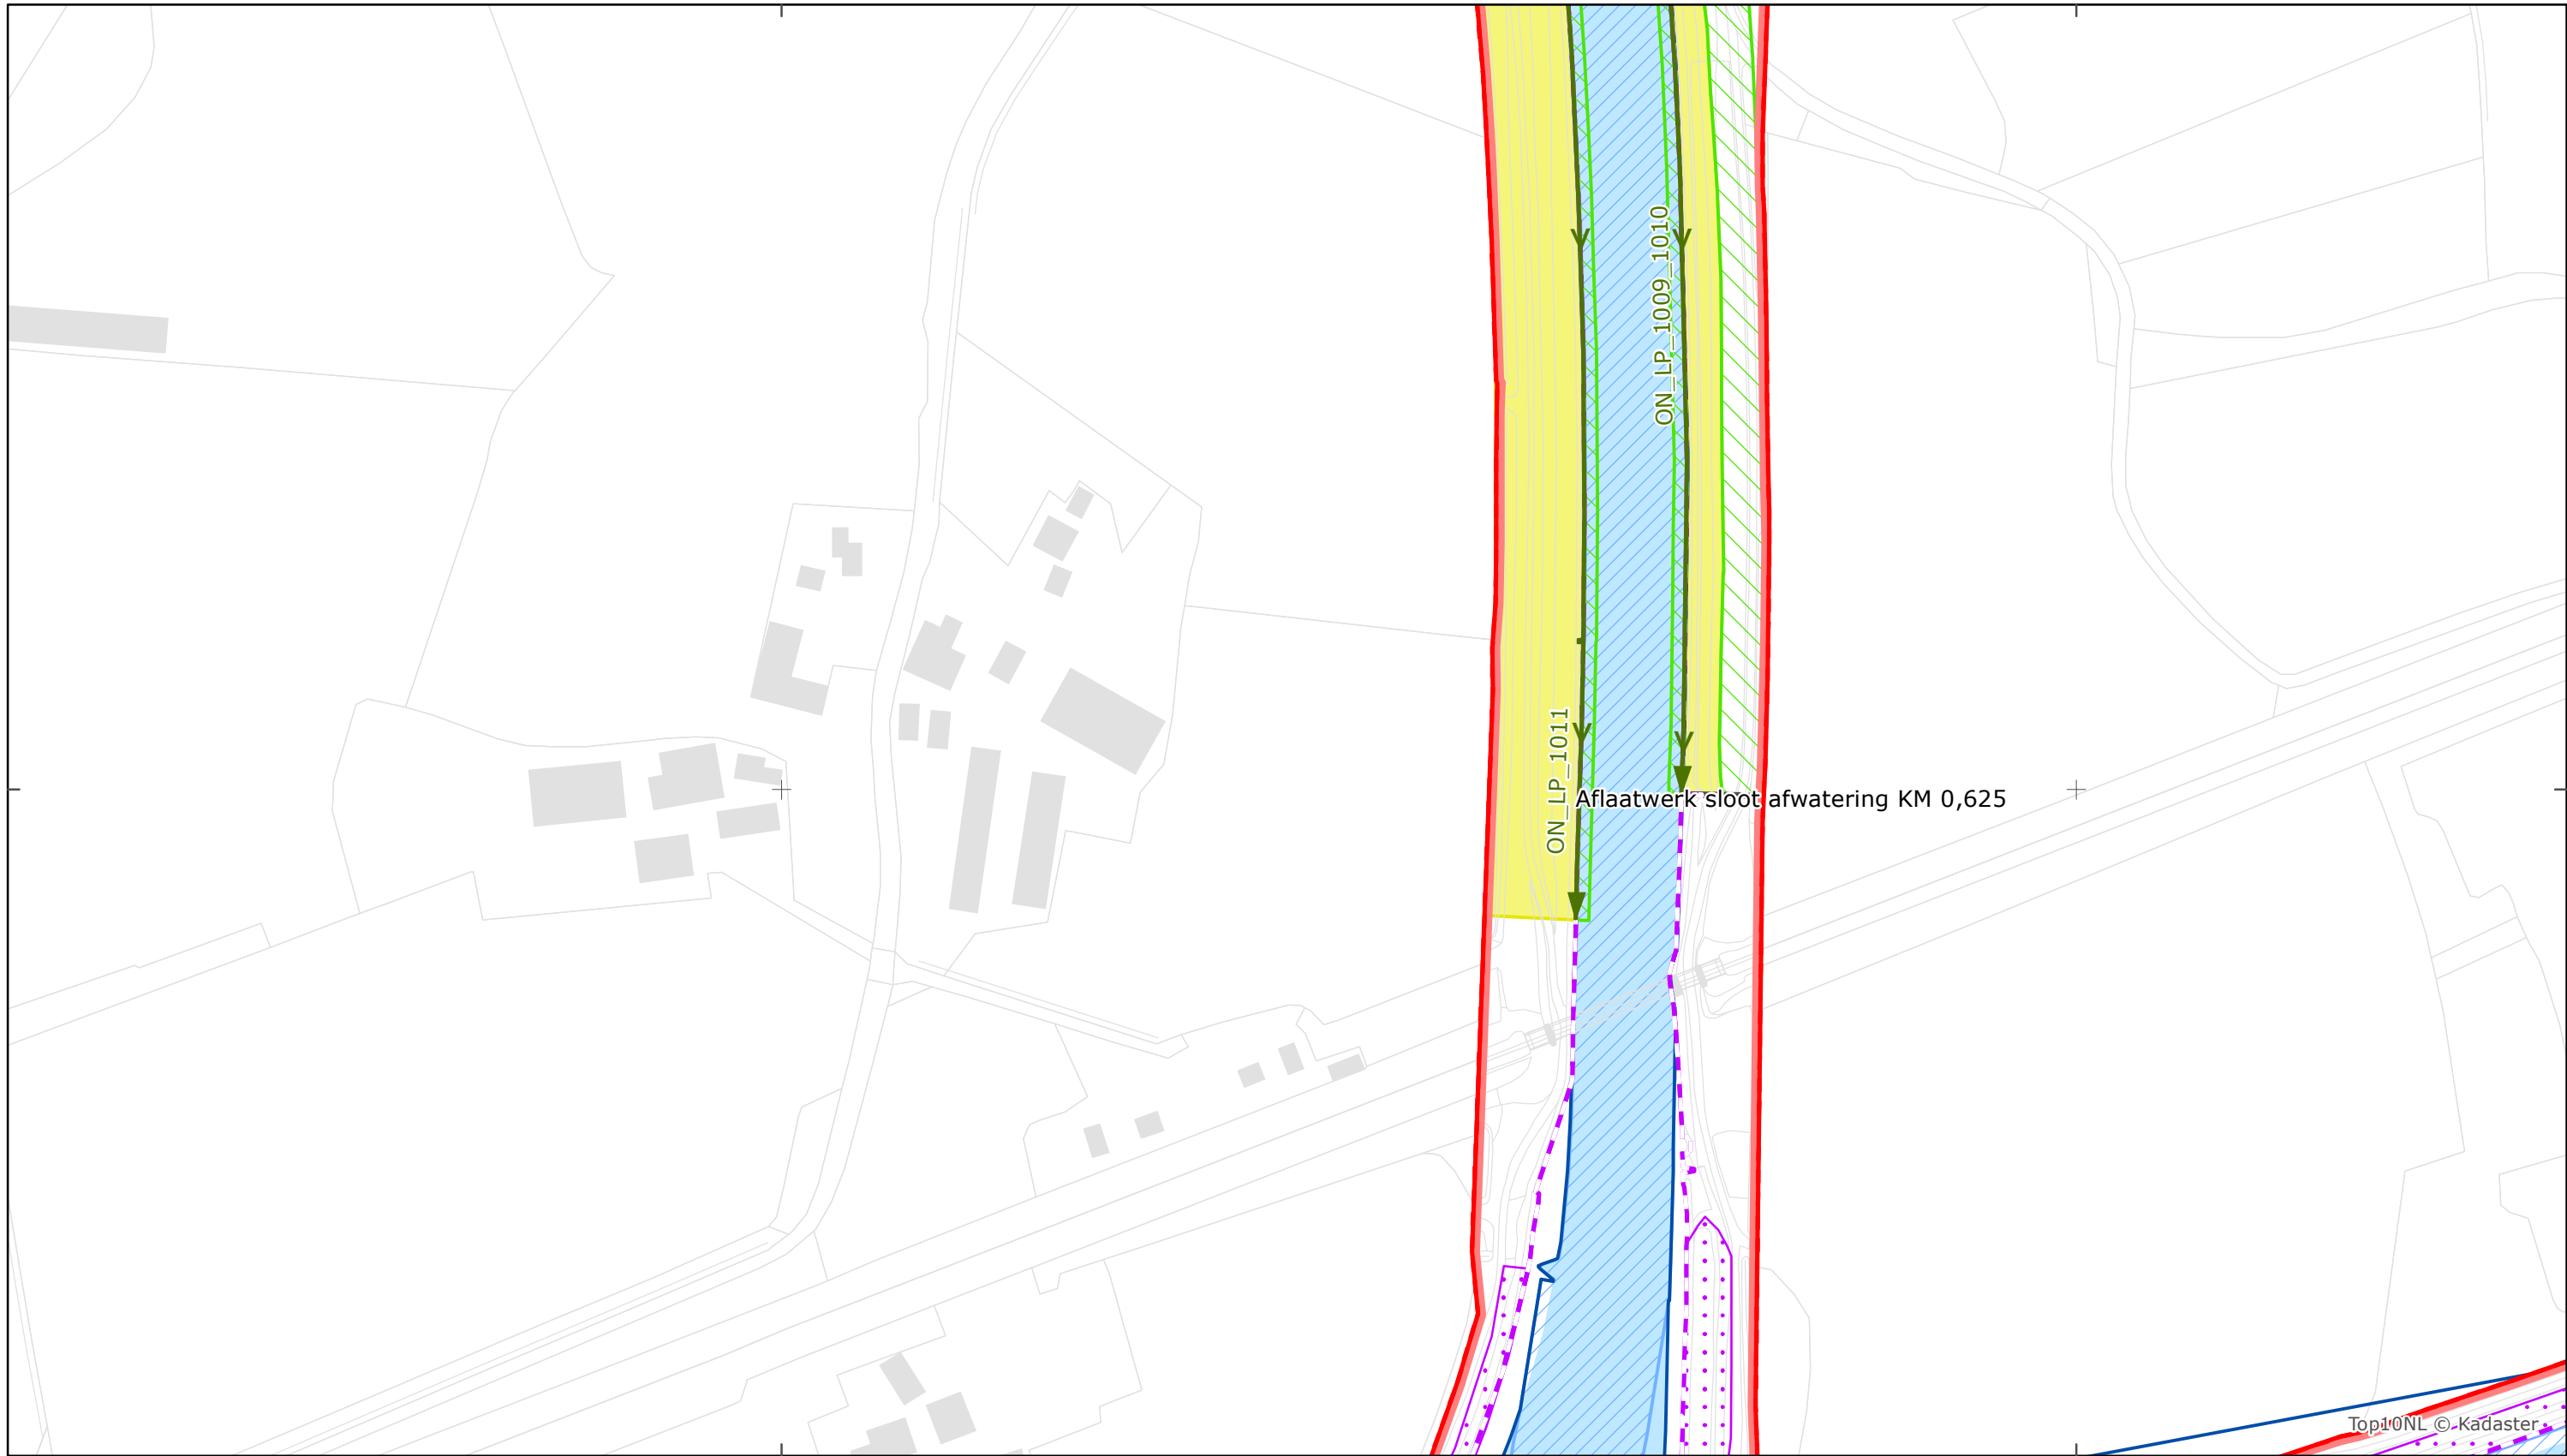 ON_LP_1009_1010
ON_LP_1011
Aflaatwerk sloot afwatering KM 0,625
Top10NL © Kadaster